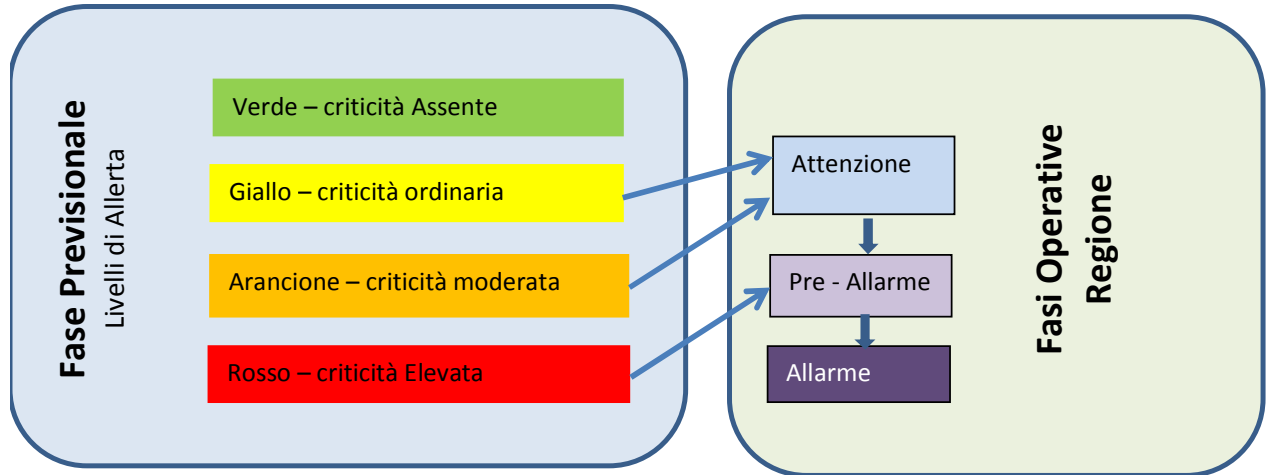 Fase Previsionale
Livelli di Allerta
Verde – criticità Assente
Giallo – criticità ordinaria
Arancione – criticità moderata
Rosso – criticità Elevata
Attenzione
Pre - Allarme
Allarme
Fasi Operative
Regione